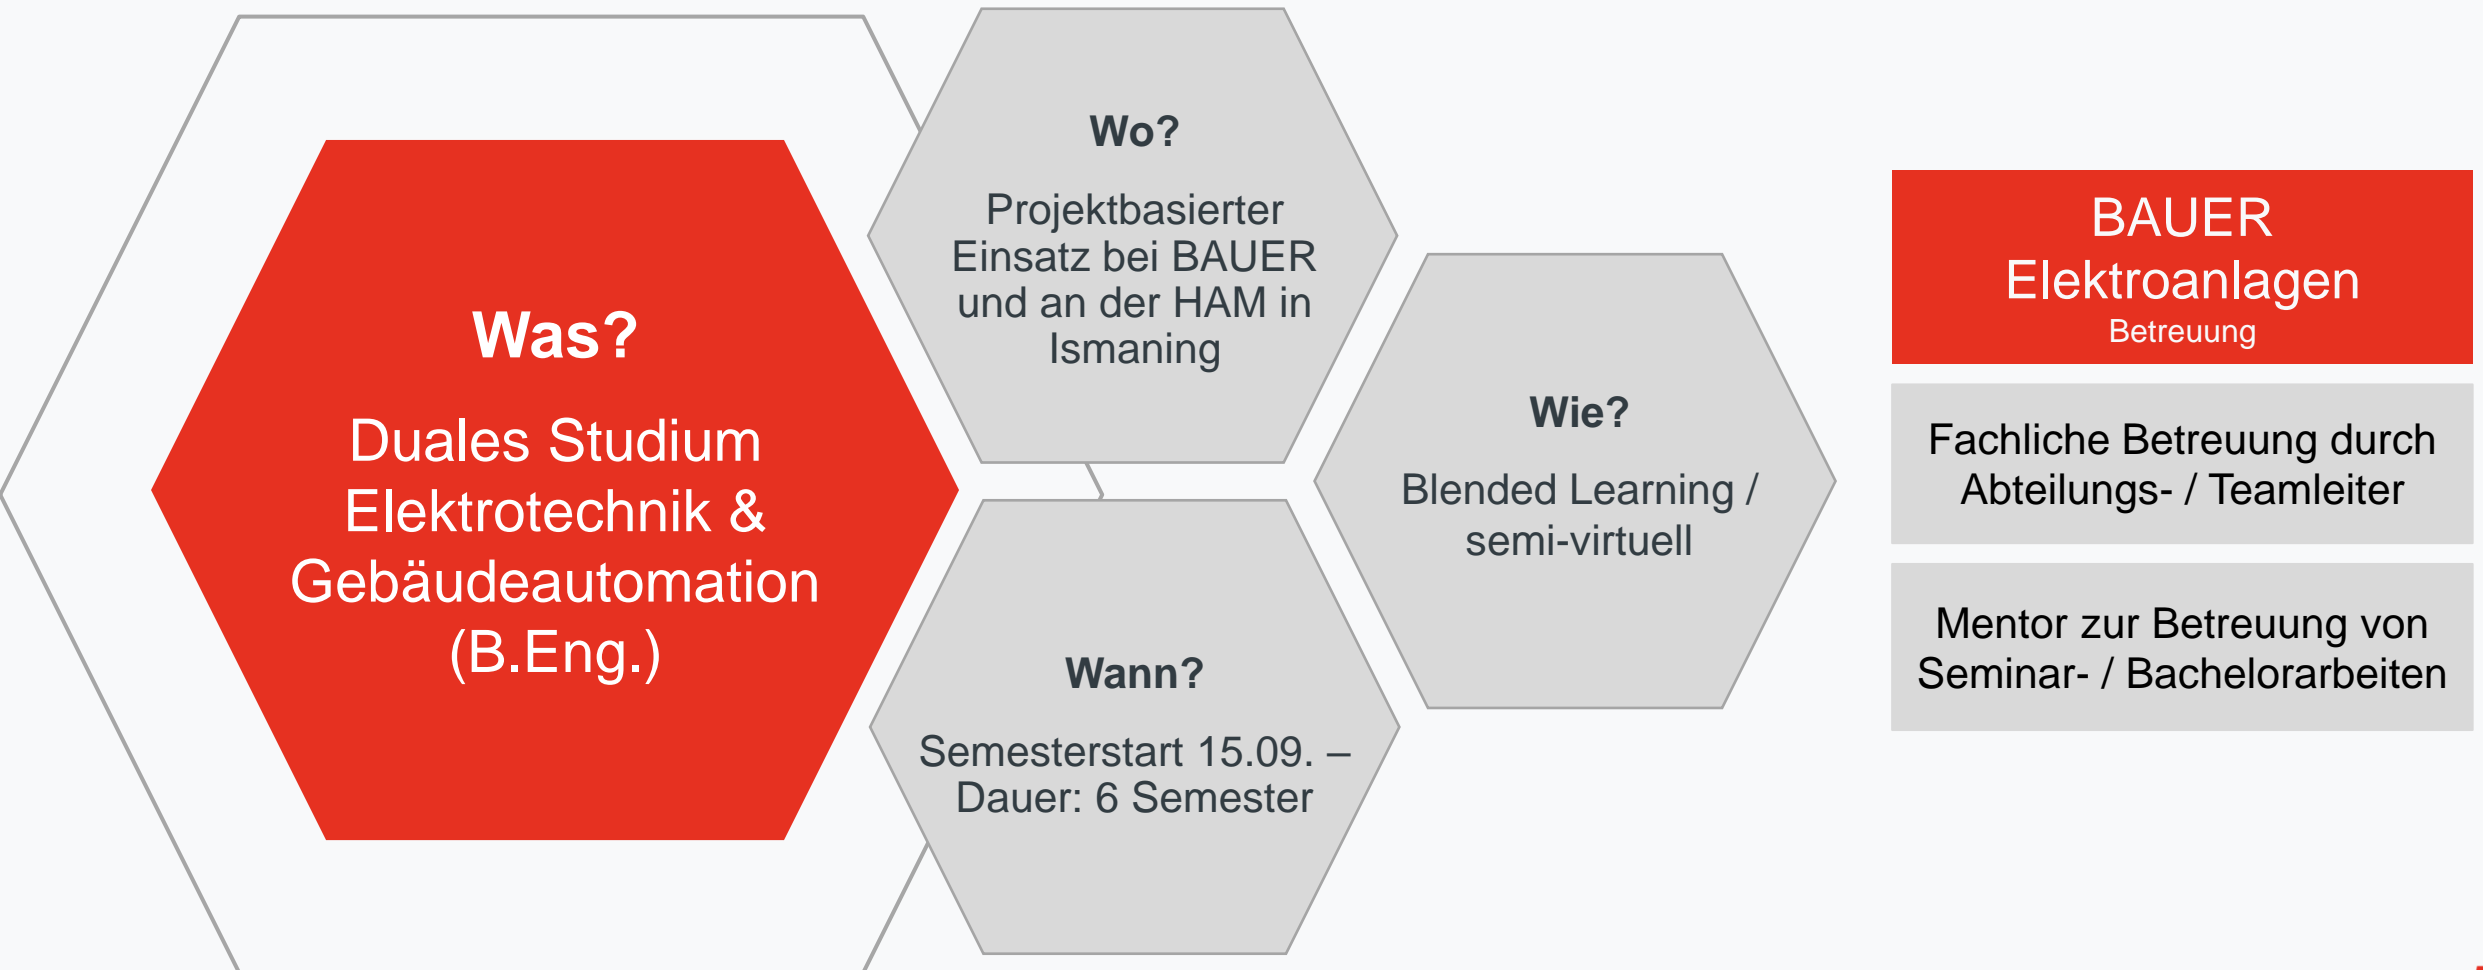 Was?
Duales Studium
Elektrotechnik &
Gebäudeautomation
(B.Eng.)
Wo?
Projektbasierter
Einsatz bei BAUER
und an der HAM in
Ismaning
Wann?
Semesterstart 15.09. –
Dauer: 6 Semester
Wie?
Blended Learning /
semi-virtuell
BAUER
Elektroanlagen
Betreuung
Fachliche Betreuung durch
Abteilungs- / Teamleiter
Mentor zur Betreuung von
Seminar- / Bachelorarbeiten